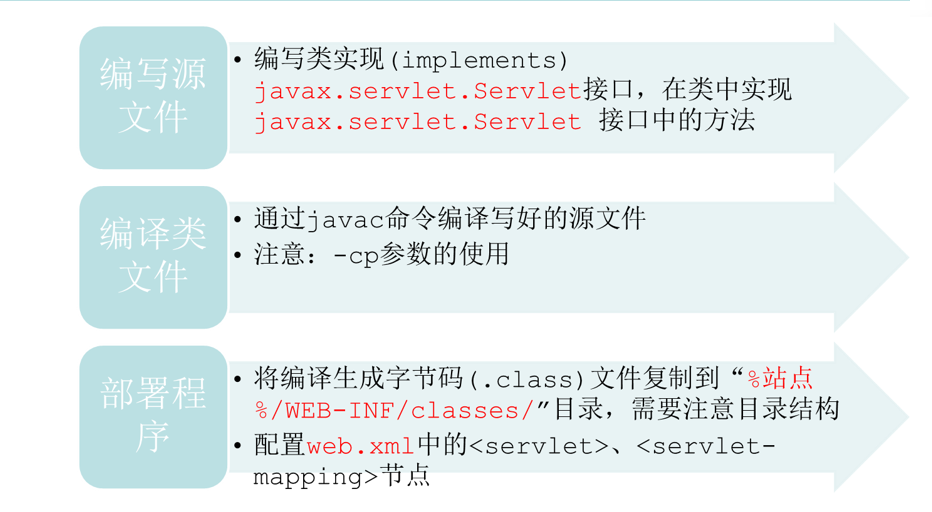 编写源
文件
• 编写类实现(implements)
javax.servlet.Servlet接口，在类中实现
javax.servlet.Servlet 接口中的方法
编译类
文件
• 通过javac命令编译写好的源文件
• 注意：-cp参数的使用
部署程
序
• 将编译生成字节码(.class)文件复制到“%站点
%/WEB-INF/classes/”目录，需要注意目录结构
• 配置web.xml中的<servlet>、<servlet-
mapping>节点